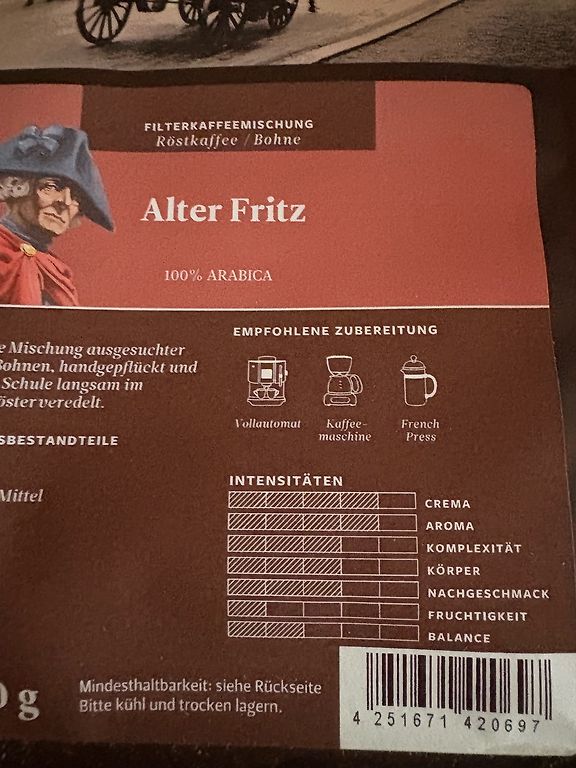 FILTERKAFFEEMISCHUNG
Röstkaffee / Bohne
Alter Fritz
100% ARABICA
e Mischung ausgesuchter
Bohnen, handgepflückt und
Schule langsam im
röster veredelt.
SBESTANDTEILE
Mittel
EMPFOHLENE ZUBEREITUNG
Vollautomat
Kaffee-
maschine
French
Press
INTENSITÄTEN
CREMA
AROMA
KOMPLEXITÄT
KÖRPER
NACHGESCHMACK
FRUCHTIGKEIT
BALANCE
0 g
Mindesthaltbarkeit: siehe Rückseite
Bitte kühl und trocken lagern.
4 251671 420697